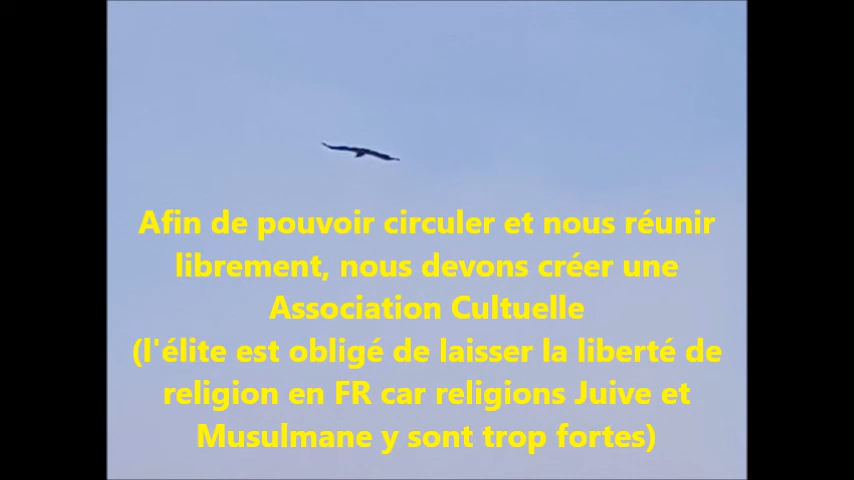 Afin de pouvoir circuler et nous réunir
librement, nous devons créer une
Association Cultuelle
(l'élite est obligé de laisser la liberté de
religion en FR car religions Juive et
Musulmane y sont trop fortes)